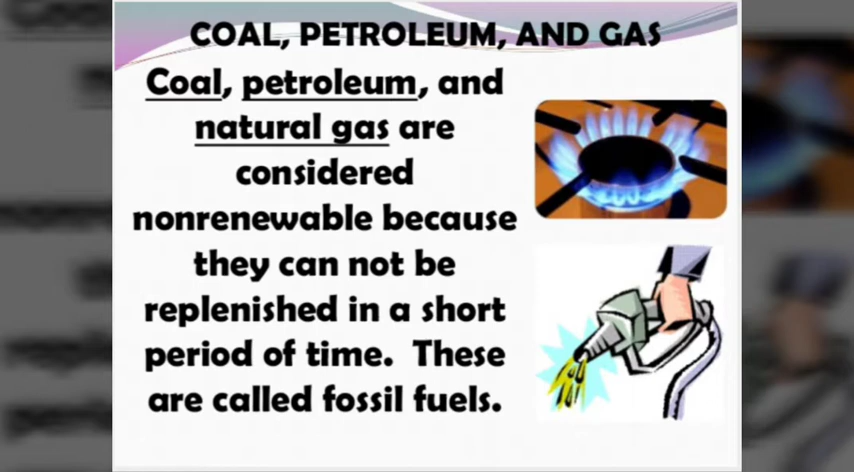 COAL, PETROLEUM, AND GAS
Coal, petroleum, and
natural gas are
considered
nonrenewable because
they can not be
replenished in a short
period of time. These
are called fossil fuels.